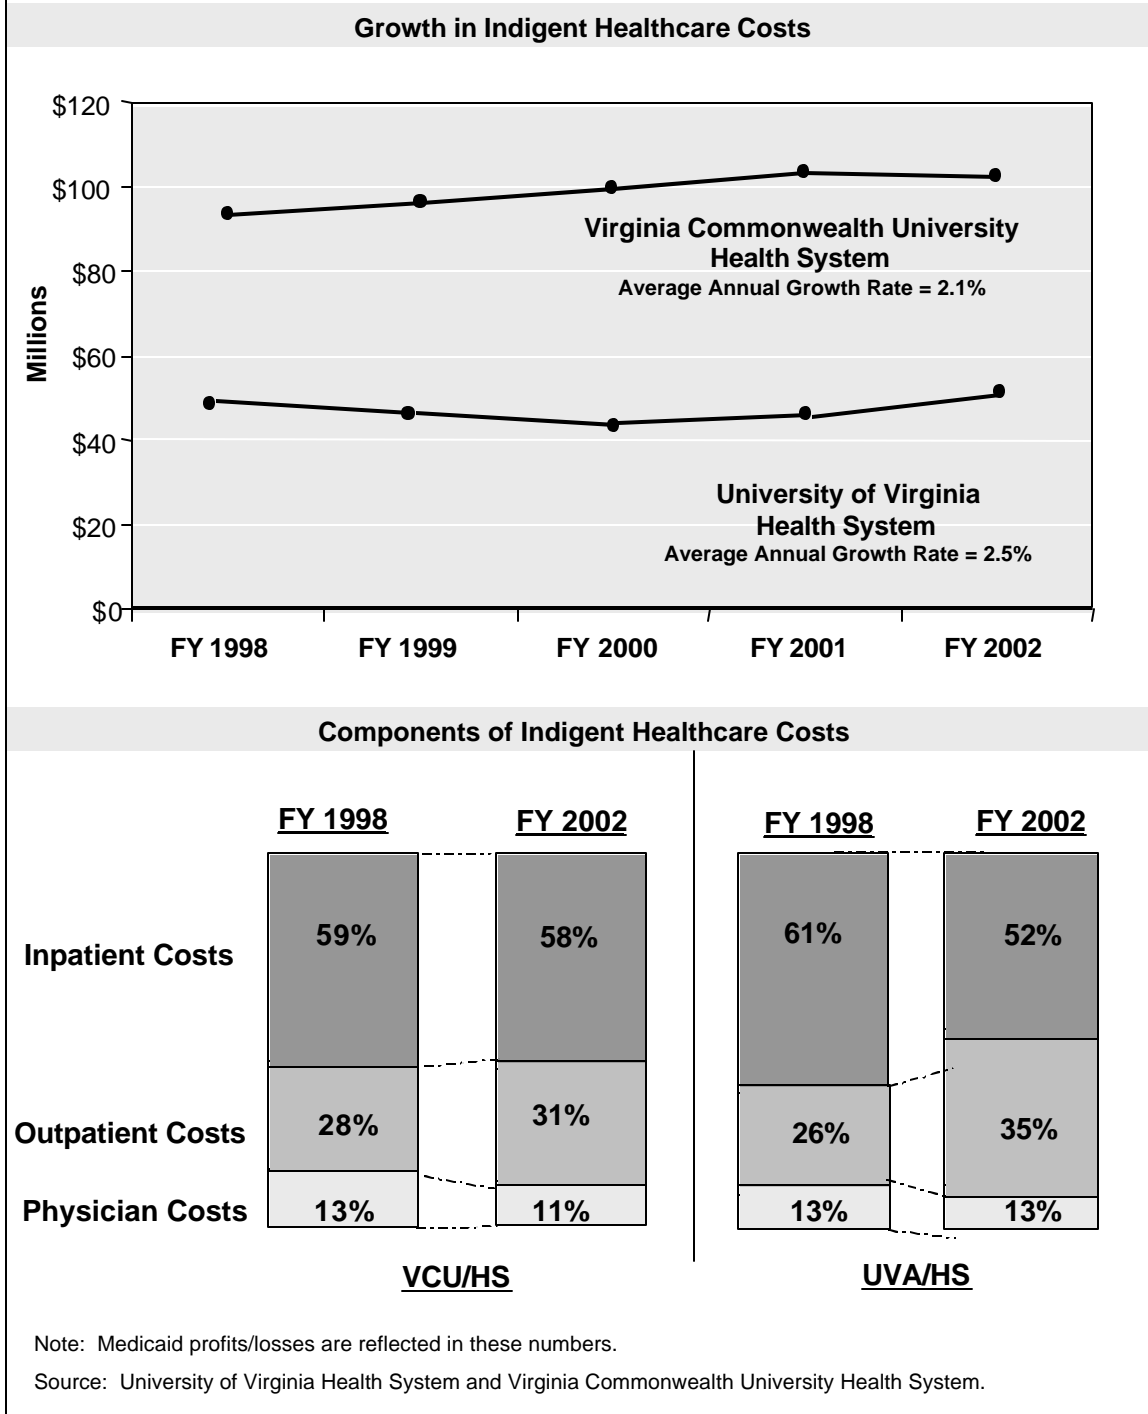 Growth in Indigent Healthcare Costs
$120
$100
$80
$60
$40
$20
$0
Millions
Virginia Commonwealth University
Health System
Average Annual Growth Rate = 2.1%
University of Virginia
Health System
Average Annual Growth Rate = 2.5%
FY 1998 FY 1999 FY 2000 FY 2001 FY 2002
Components of Indigent Healthcare Costs
FY 1998 FY 2002 FY 1998 FY 2002
Inpatient Costs 59% 58% 61% 52%
Outpatient Costs 28% 31% 26% 35%
Physician Costs 13% 11% 13% 13%
VCU/HS UVA/HS
Note: Medicaid profits/losses are reflected in these numbers.
Source: University of Virginia Health System and Virginia Commonwealth University Health System.